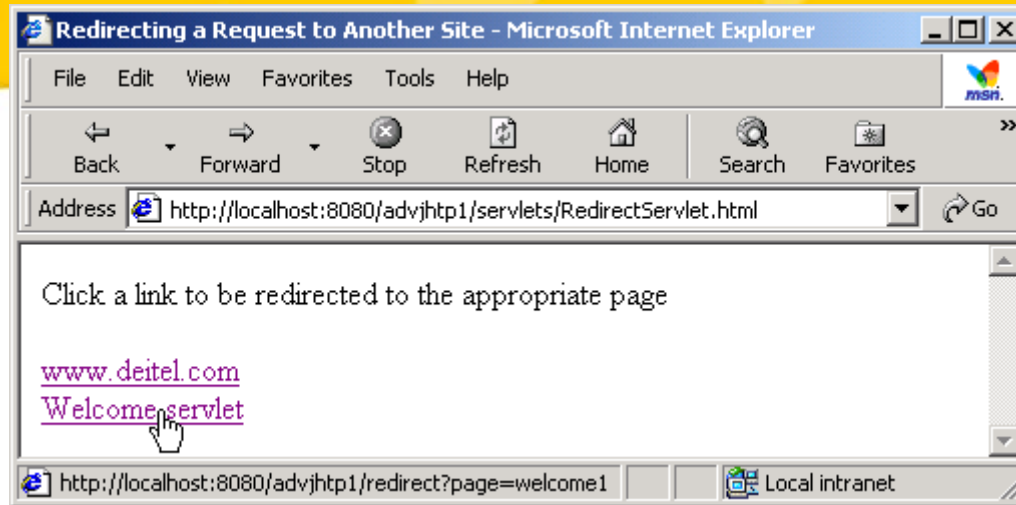 Redirecting a Request to Another Site - Microsoft Internet Explorer
File Edit View Favorites Tools Help
msn.
Back Forward Stop Refresh Home Search Favorites »
Address http://localhost:8080/advjhtp1/servlets/RedirectServlet.html Go
Click a link to be redirected to the appropriate page
www.deitel.com
Welcome servlet
http://localhost:8080/advjhtp1/redirect?page=welcome1 Local intranet